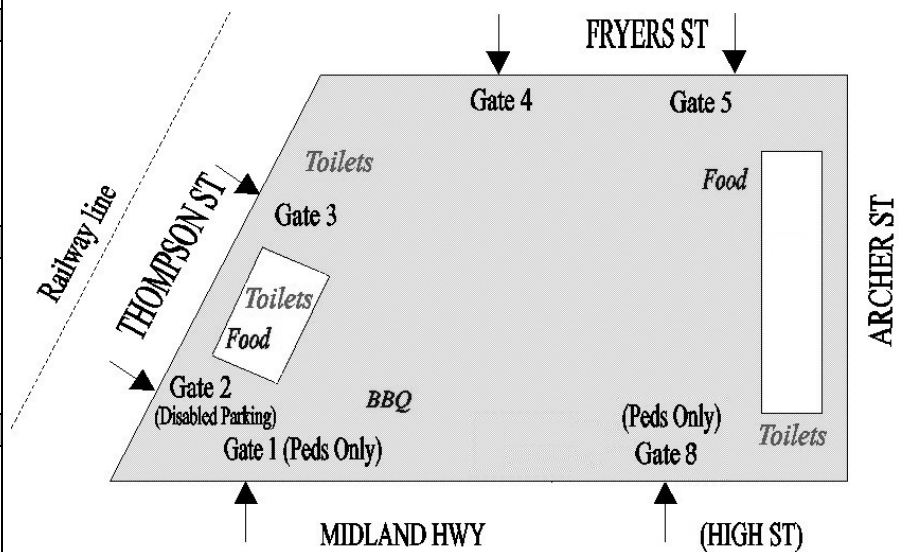 FRYERS ST
Gate 4
Gate 5
Toilets
Food
Gate 3
Railway line
THOMPSON ST
ARCHER ST
Toilets
Food
Gate 2
(Disabled Parking)
BBQ
Gate 1 (Peds Only)
(Peds Only)
Gate 8
Toilets
MIDLAND HWY
(HIGH ST)